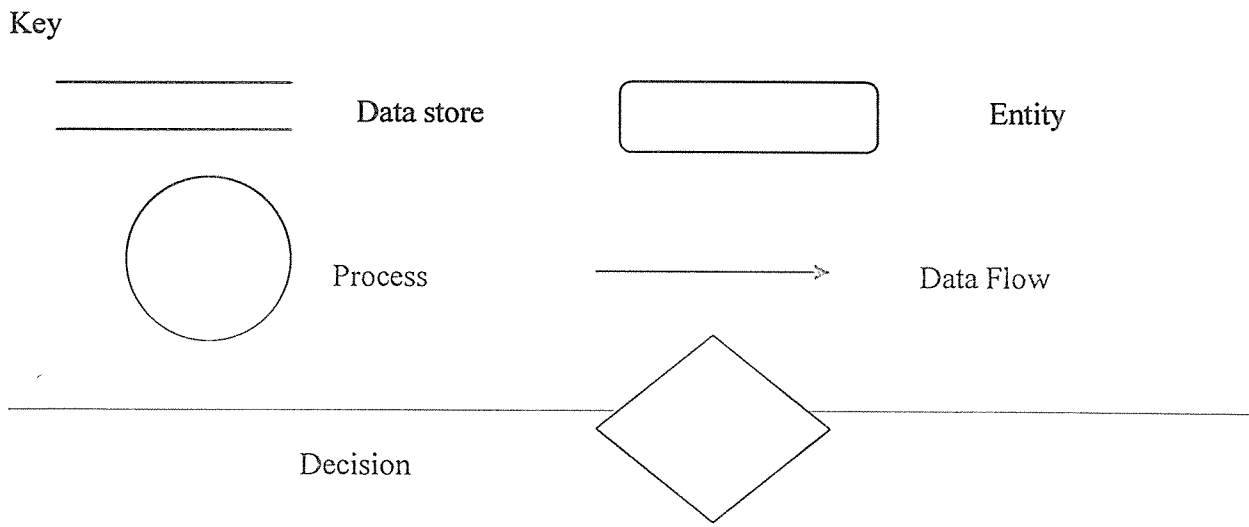 Key
Data store
Entity
Process
Data Flow
Decision